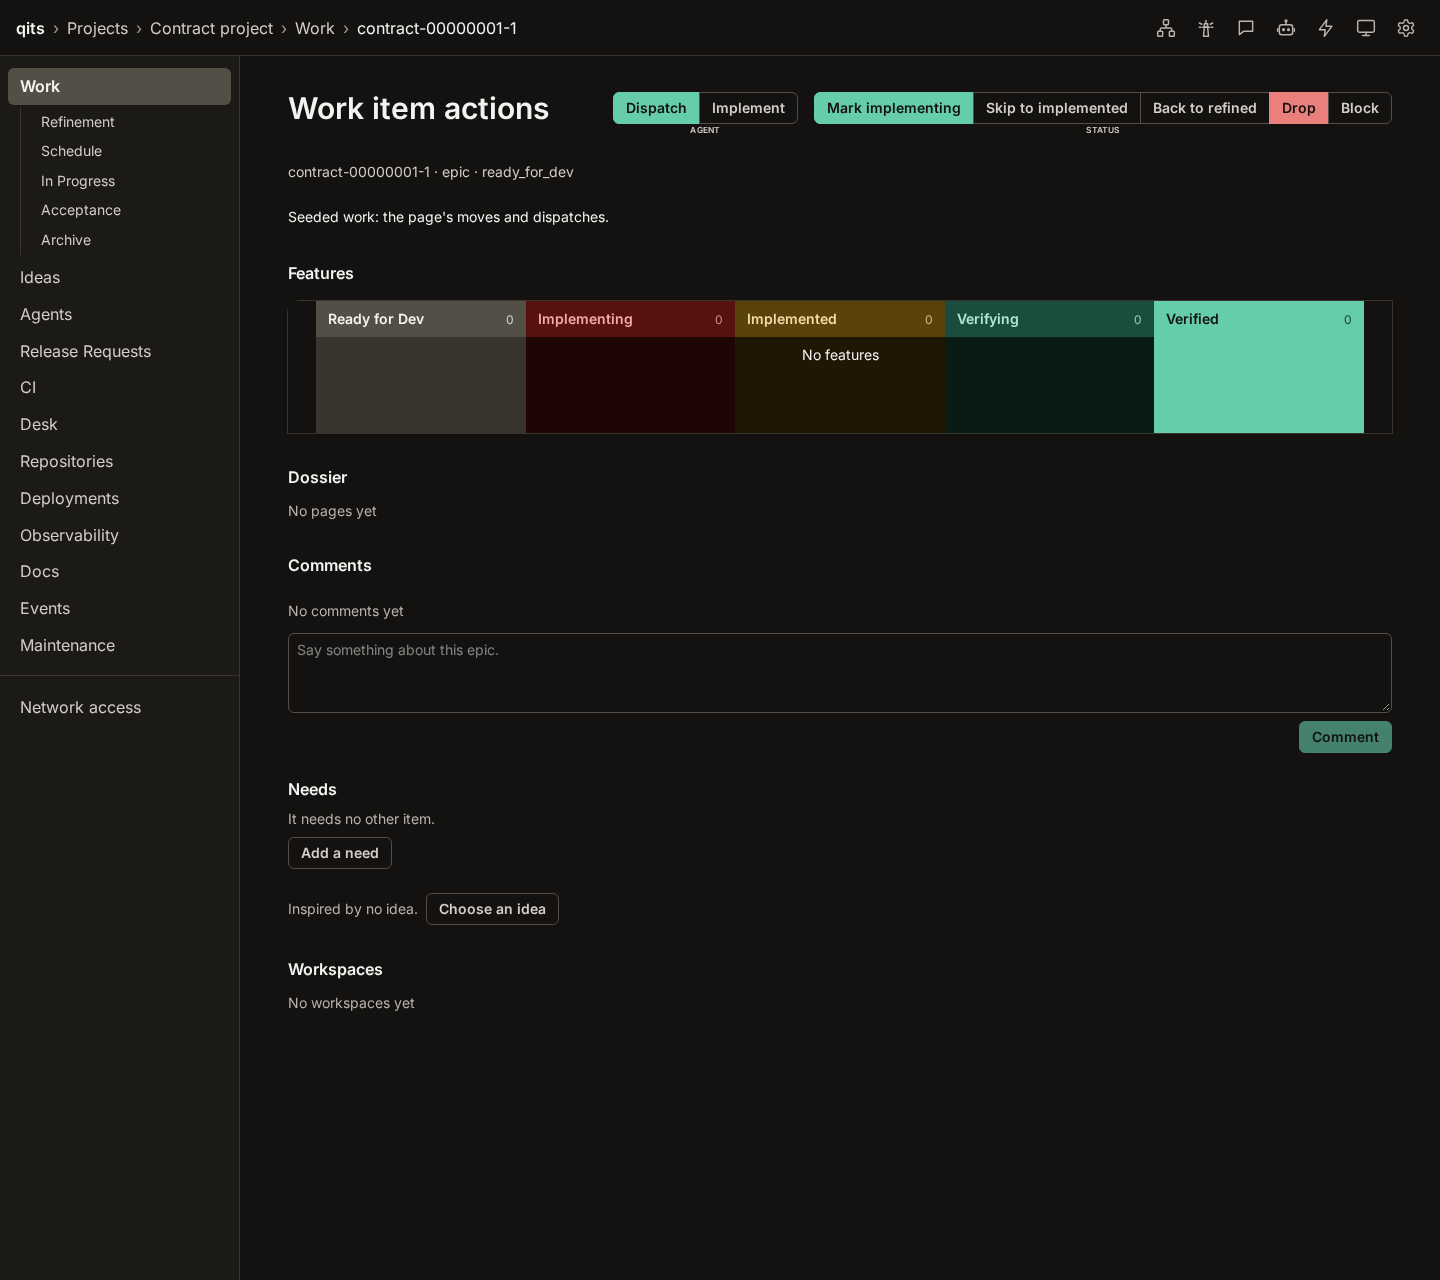 qits › Projects › Contract project › Work › contract-00000001-1
Work
Refinement
Schedule
In Progress
Acceptance
Archive
Ideas
Agents
Release Requests
CI
Desk
Repositories
Deployments
Observability
Docs
Events
Maintenance
Network access
Work item actions
Dispatch Implement
AGENT
Mark implementing Skip to implemented Back to refined Drop Block
STATUS
contract-00000001-1 · epic · ready_for_dev
Seeded work: the page's moves and dispatches.
Features
Ready for Dev 0 Implementing 0 Implemented 0 Verifying 0 Verified 0
No features
Dossier
No pages yet
Comments
No comments yet
Say something about this epic.
Comment
Needs
It needs no other item.
Add a need
Inspired by no idea. Choose an idea
Workspaces
No workspaces yet